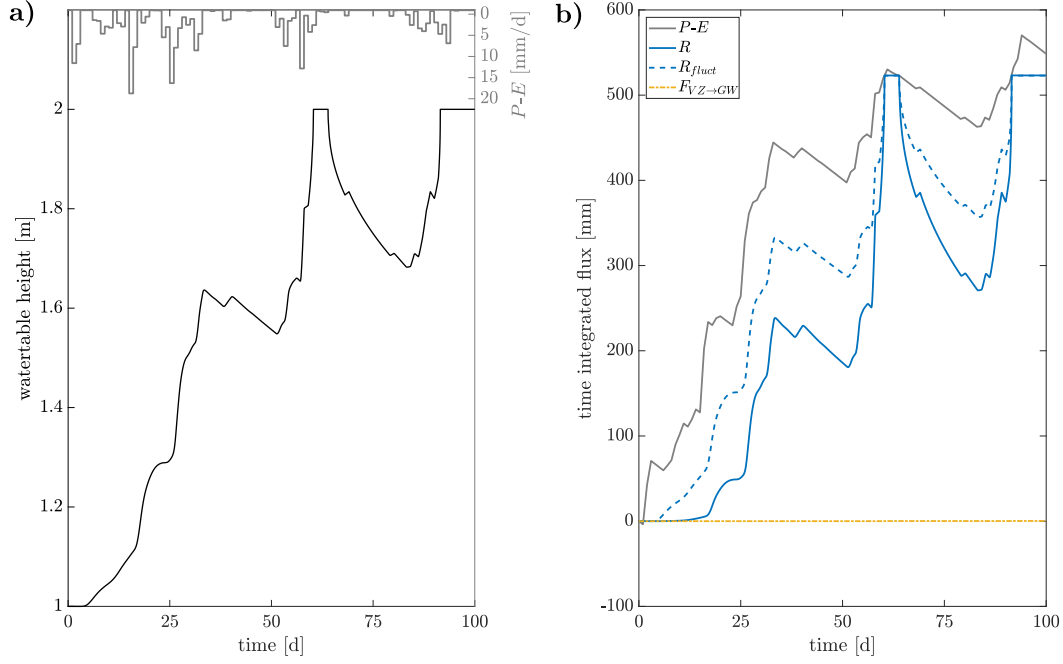 a)
0
5
10
15
20
P-E [mm/d]
2
1.8
1.6
1.4
1.2
1
watertable height [m]
0
25
50
75
100
time [d]
b)
600
500
400
300
200
100
0
-100
time integrated flux [mm]
P-E
R
R_fluct
F_VZ→GW
0
25
50
75
100
time [d]